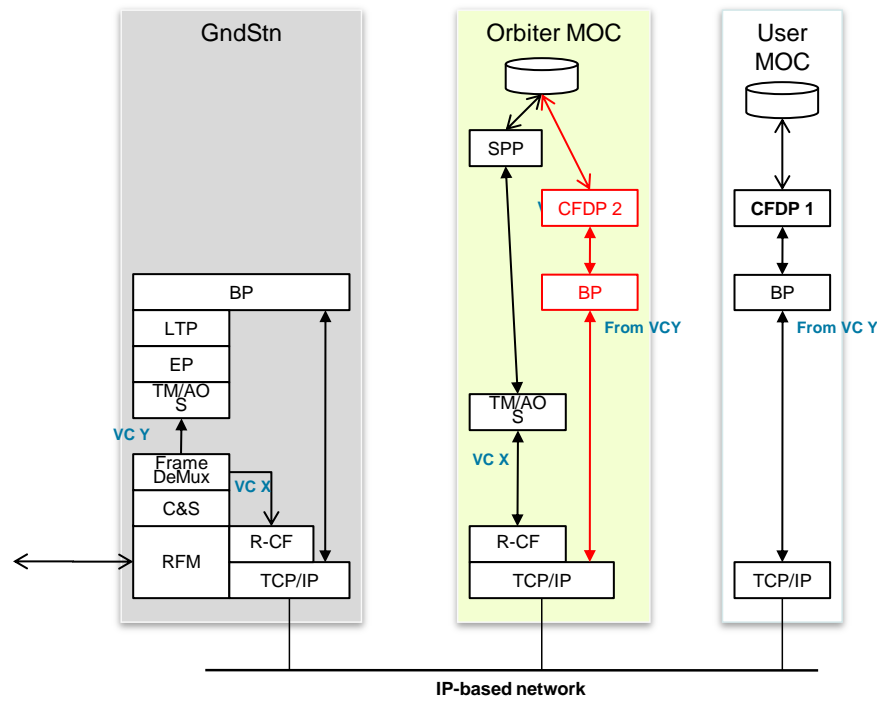 GndStn
BP
LTP
EP
TM/AO
S
VC Y
Frame
DeMux
VC X
C&S
R-CF
RFM
TCP/IP
Orbiter MOC
SPP
V
CFDP 2
BP
From VCY
TM/AO
S
VC X
R-CF
TCP/IP
User
MOC
CFDP 1
BP
From VC Y
TCP/IP
IP-based network